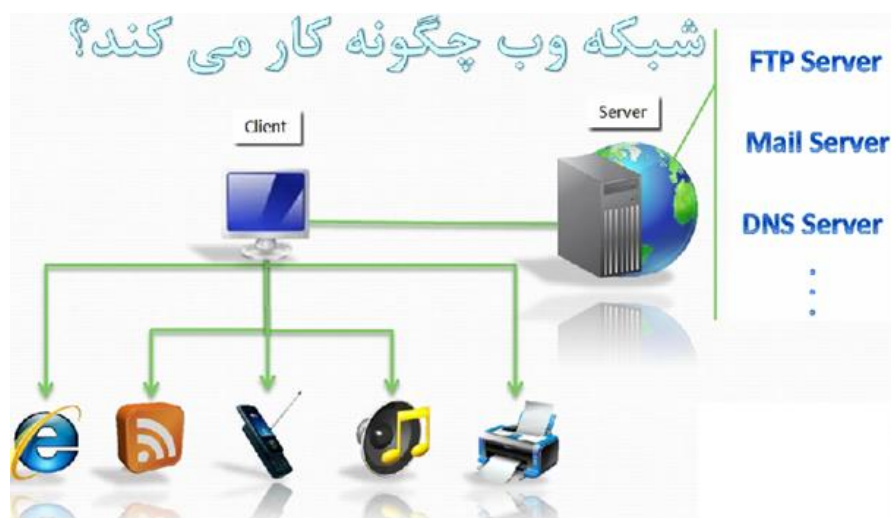 شبکه وب چگونه کار می کند؟
Client
Server
FTP Server
Mail Server
DNS Server